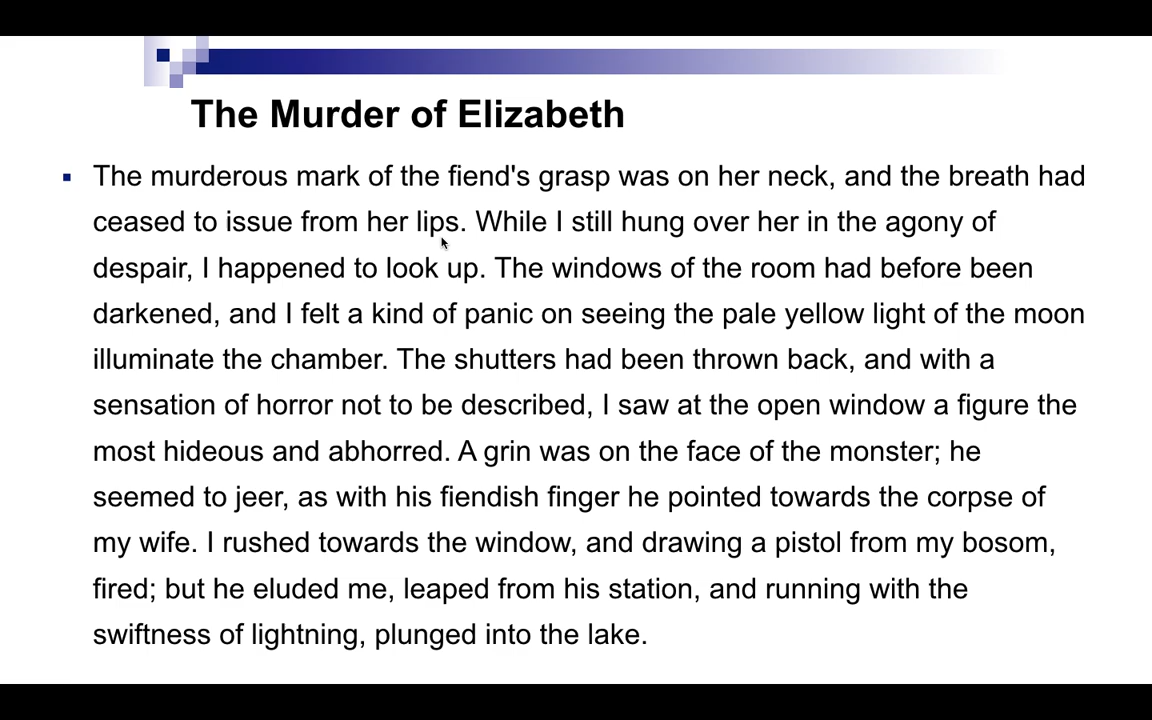 The Murder of Elizabeth
The murderous mark of the fiend's grasp was on her neck, and the breath had
ceased to issue from her lips. While I still hung over her in the agony of
despair, I happened to look up. The windows of the room had before been
darkened, and I felt a kind of panic on seeing the pale yellow light of the moon
illuminate the chamber. The shutters had been thrown back, and with a
sensation of horror not to be described, I saw at the open window a figure the
most hideous and abhorred. A grin was on the face of the monster; he
seemed to jeer, as with his fiendish finger he pointed towards the corpse of
my wife. I rushed towards the window, and drawing a pistol from my bosom,
fired; but he eluded me, leaped from his station, and running with the
swiftness of lightning, plunged into the lake.